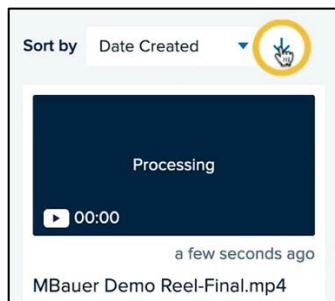 Sort by Date Created
Processing
00:00
a few seconds ago
MBauer Demo Reel-Final.mp4